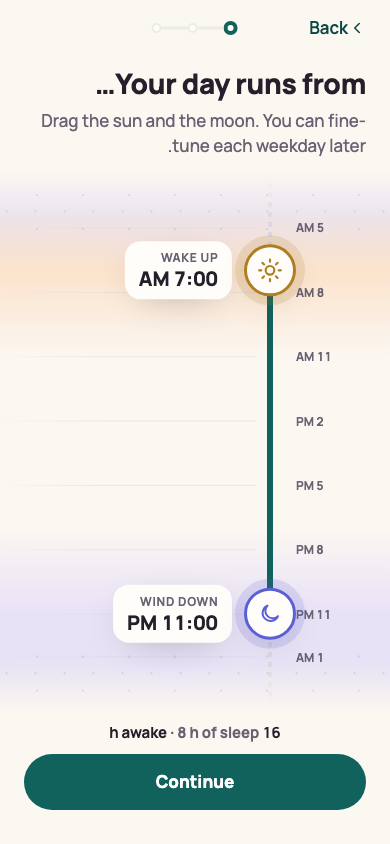 Back
...Your day runs from
Drag the sun and the moon. You can fine-
.tune each weekday later
AM 5
WAKE UP
AM 7:00
AM 8
AM 11
PM 2
PM 5
PM 8
WIND DOWN
PM 11:00
PM 11
AM 1
h awake · 8 h of sleep 16
Continue